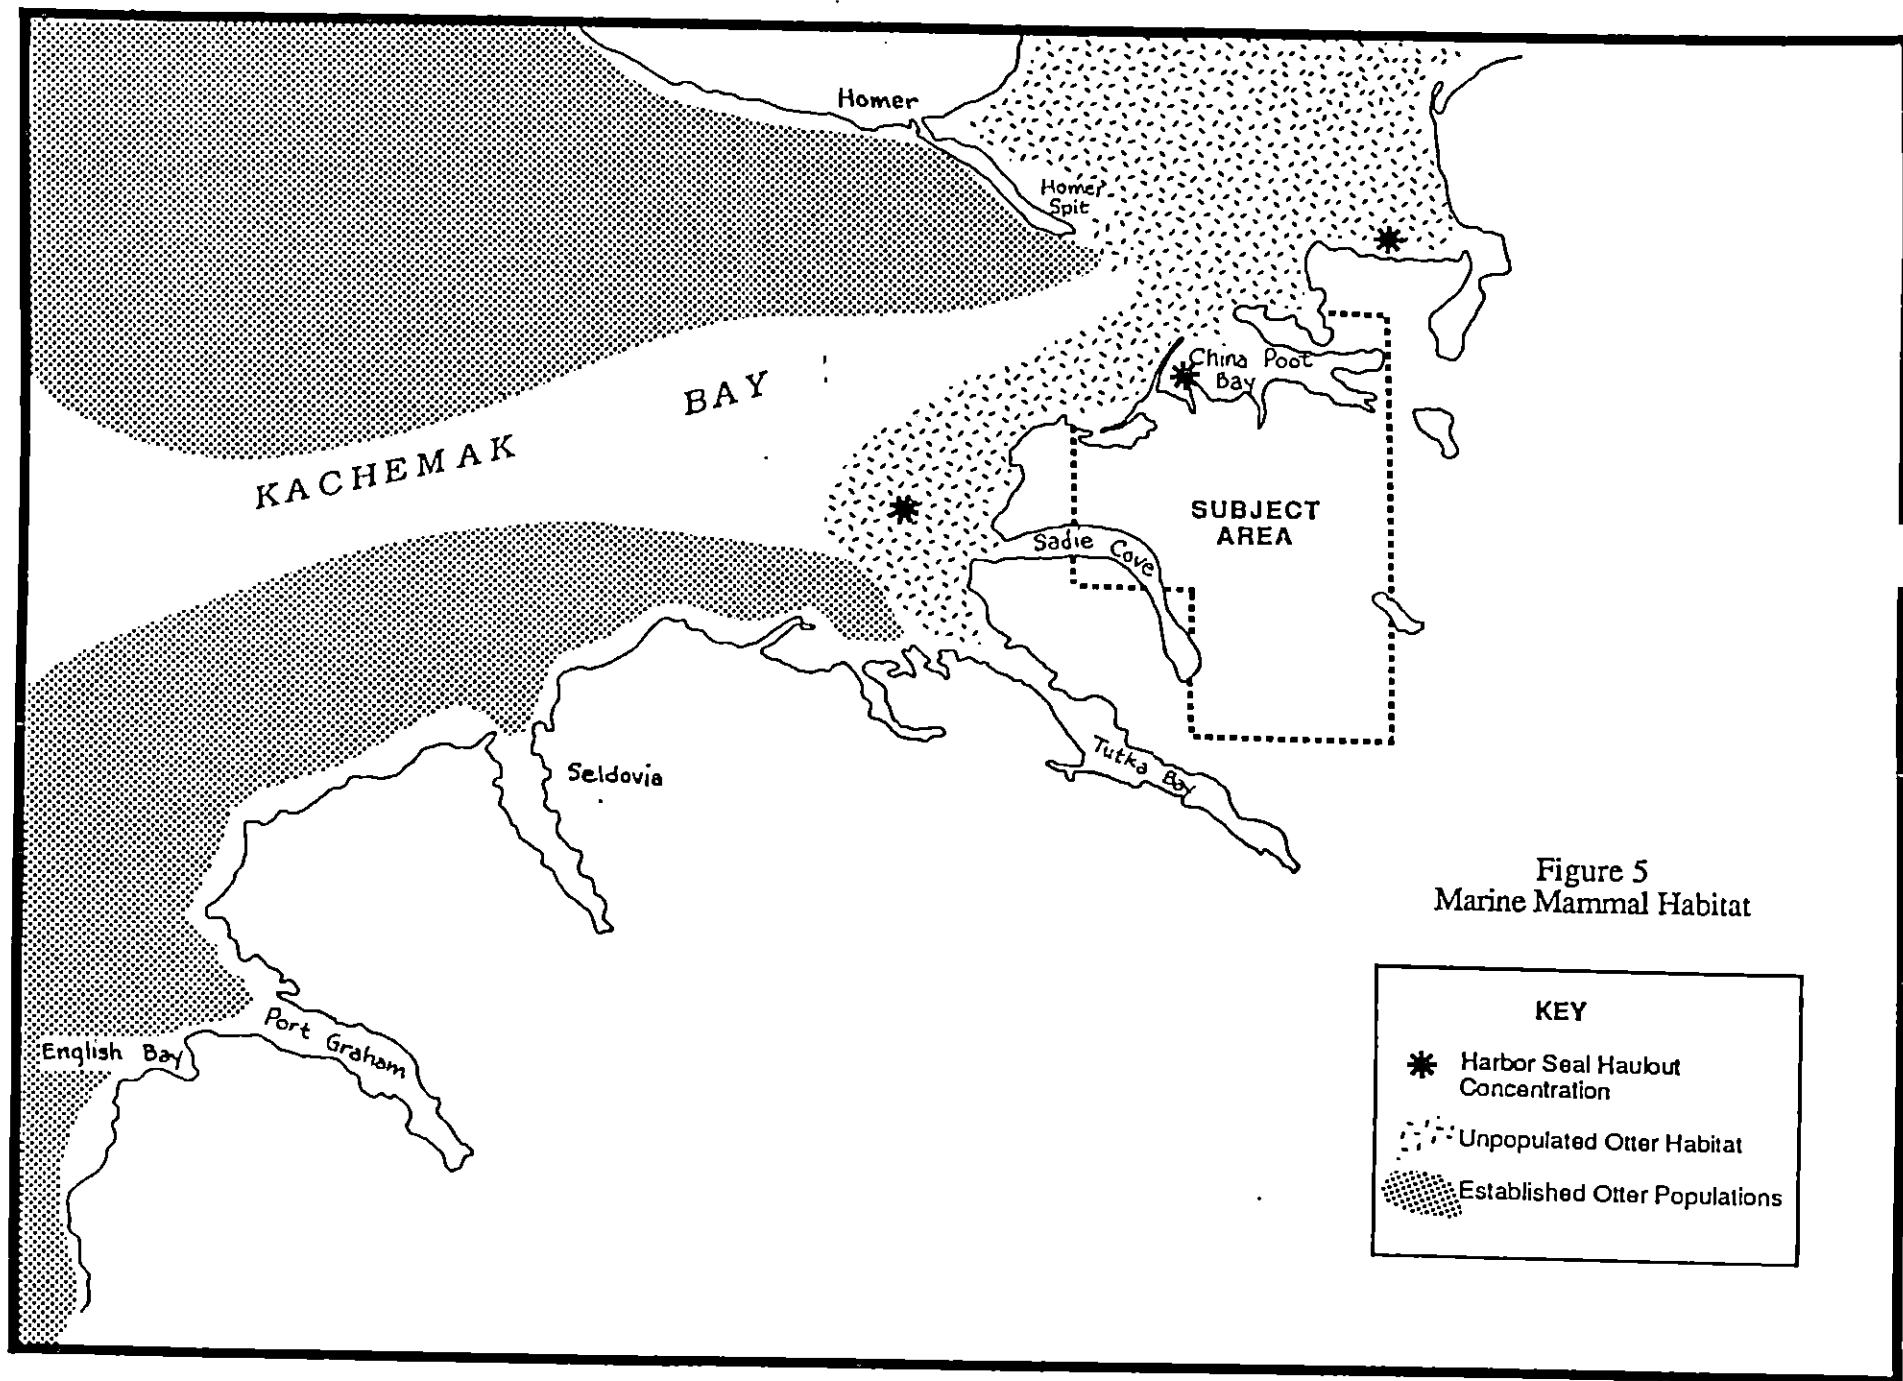 Homer
Homer
Spit
China Poot
Bay
KACHEMAK BAY
SUBJECT
AREA
Sadie Cove
Seldovia
Tutka Bay
Figure 5
Marine Mammal Habitat
Port Graham
English Bay
KEY
Harbor Seal Haulout
Concentration
Unpopulated Otter Habitat
Established Otter Populations